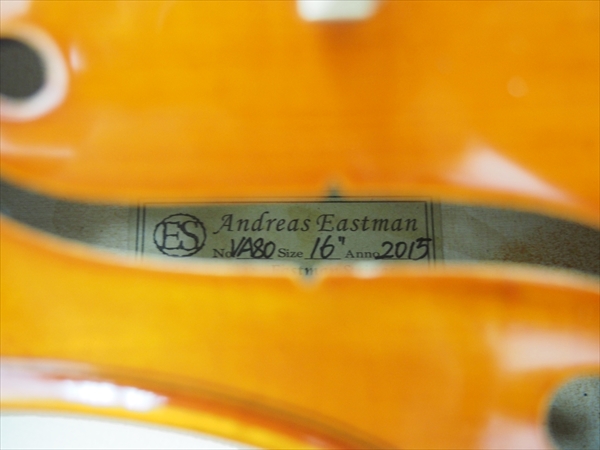 ES Andreas Eastman
No. VA80 Size 16" Anno 2015